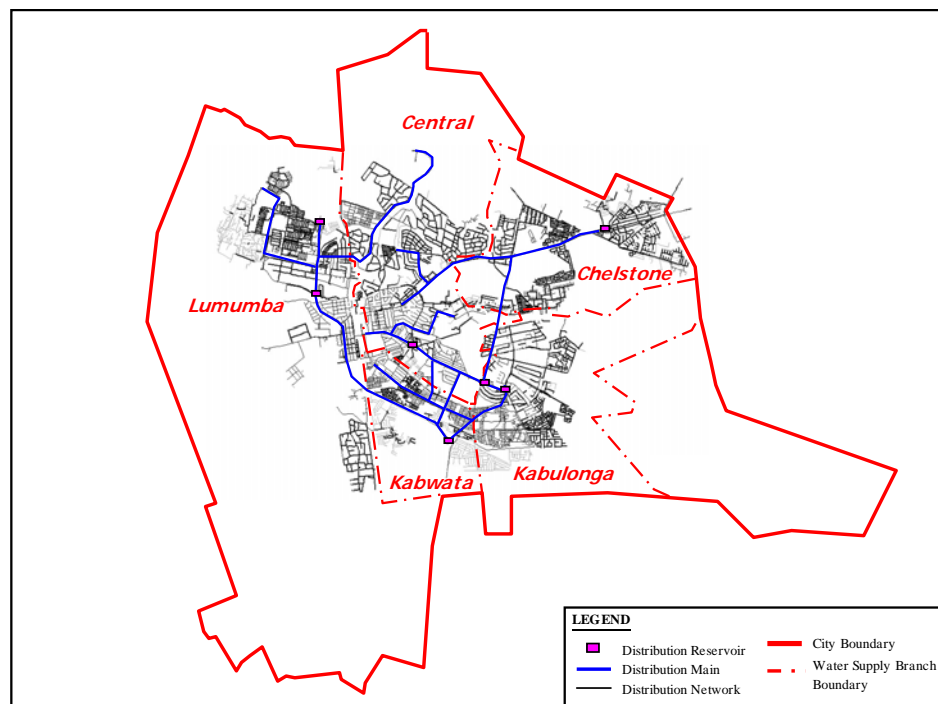 Central
Chelstone
Lumumba
Kabwata
Kabulonga
LEGEND
Distribution Reservoir
Distribution Main
Distribution Network
City Boundary
Water Supply Branch
Boundary